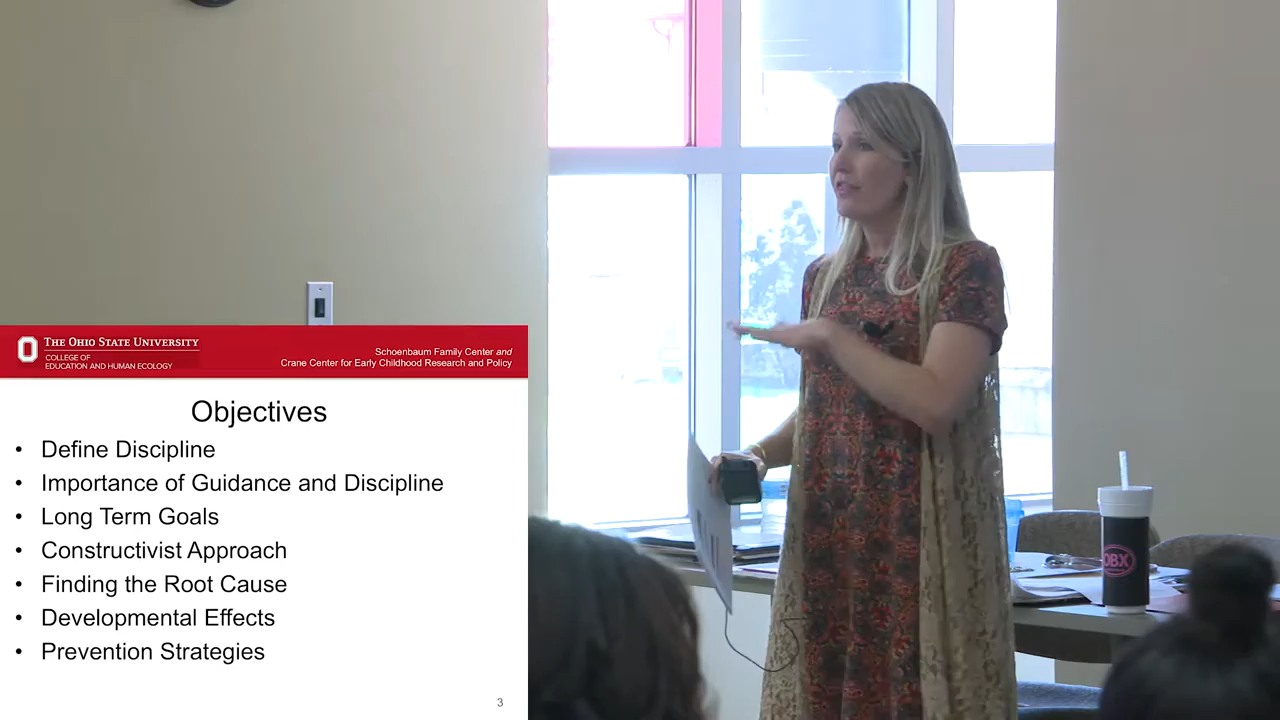 THE OHIO STATE UNIVERSITY
COLLEGE OF
EDUCATION AND HUMAN ECOLOGY
Schoenbaum Family Center and
Crane Center for Early Childhood Research and Policy
Objectives
• Define Discipline
• Importance of Guidance and Discipline
• Long Term Goals
• Constructivist Approach
• Finding the Root Cause
• Developmental Effects
• Prevention Strategies
3
OBX